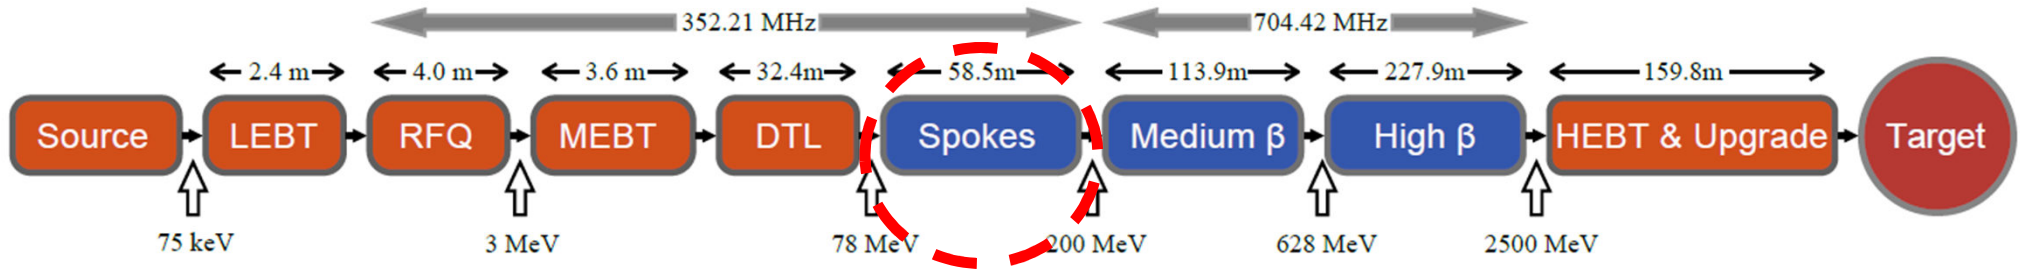 352.21 MHz 704.42 MHz
2.4 m 4.0 m 3.6 m 32.4m 58.5m 113.9m 227.9m 159.8m
Source LEBT RFQ MEBT DTL Spokes Medium β High β HEBT & Upgrade Target
75 keV 3 MeV 78 MeV 200 MeV 628 MeV 2500 MeV